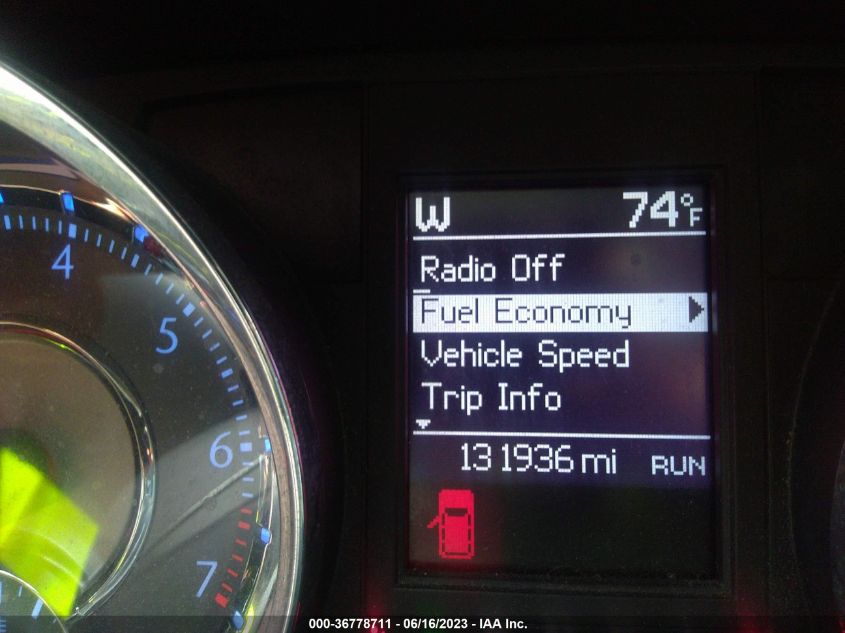 W 74°F
Radio Off
Fuel Economy
Vehicle Speed
Trip Info
131936 mi RUN
4
5
6
7
000-36778711 - 06/16/2023 - IAA Inc.